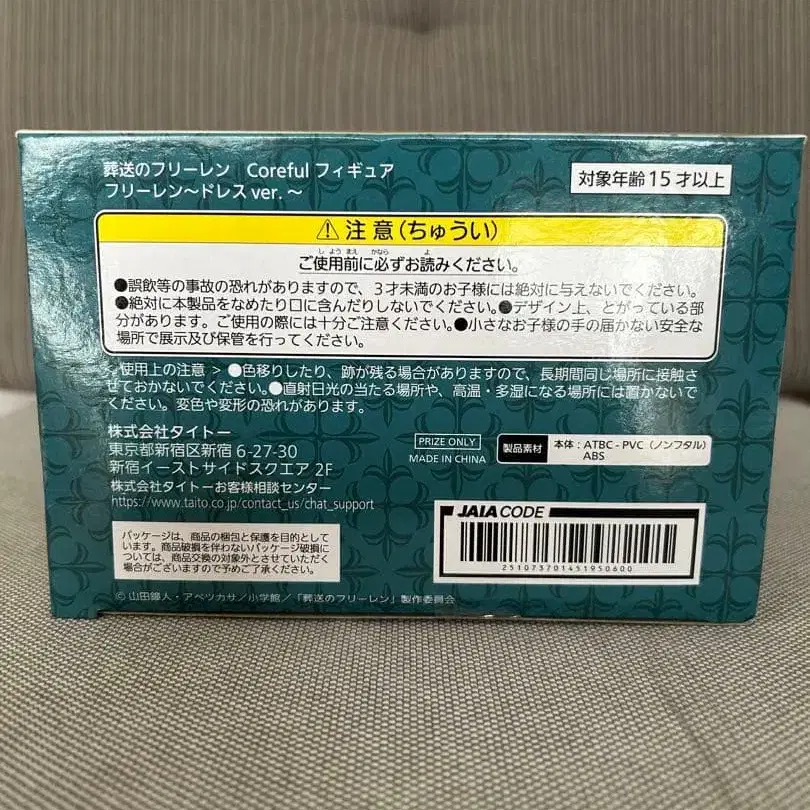 葬送のフリーレン Coreful フィギュア
フリーレン～ドレスver.～
対象年齢15才以上
⚠注意(ちゅうい)
ご使用前に必ずお読みください。
●誤飲等の事故の恐れがありますので、3才未満のお子様には絶対に与えないでください。
●絶対に本製品をなめたり口に含んだりしないでください。●デザイン上、とがっている部
分があります。ご使用の際には十分ご注意ください。●小さなお子様の手の届かない安全な
場所で展示及び保管を行ってください。
＜使用上の注意＞●色移りしたり、跡が残る場合がありますので、長期間同じ場所に接触さ
せておかないでください。●直射日光の当たる場所や、高温・多湿になる場所には置かないで
ください。変色や変形の恐れがあります。
株式会社タイトー
東京都新宿区新宿 6-27-30
新宿イーストサイドスクエア 2F
株式会社タイトーお客様相談センター
https://www.taito.co.jp/contact_us/chat_support
PRIZE ONLY
MADE IN CHINA
製品素材
本体：ATBC-PVC（ノンフタル）
ABS
パッケージは、商品の梱包と保護を目的として
います。商品破損を伴わないパッケージ破損に
ついては、商品交換の対象外とさせていただく
場合がございますので予めご了承ください。
JAIA CODE
251073701451950600
© 山田鐘人・アベツカサ／小学館／「葬送のフリーレン」製作委員会